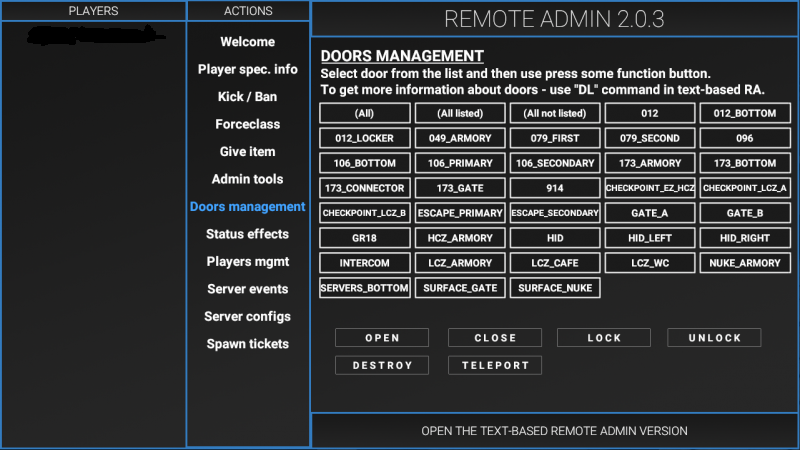 PLAYERS
ACTIONS
Welcome
Player spec. info
Kick / Ban
Forceclass
Give item
Admin tools
Doors management
Status effects
Players mgmt
Server events
Server configs
Spawn tickets
REMOTE ADMIN 2.0.3
DOORS MANAGEMENT
Select door from the list and then use press some function button.
To get more information about doors - use "DL" command in text-based RA.
(All) (All listed) (All not listed) 012 012_BOTTOM
012_LOCKER 049_ARMORY 079_FIRST 079_SECOND 096
106_BOTTOM 106_PRIMARY 106_SECONDARY 173_ARMORY 173_BOTTOM
173_CONNECTOR 173_GATE 914 CHECKPOINT_EZ_HCZ CHECKPOINT_LCZ_A
CHECKPOINT_LCZ_B ESCAPE_PRIMARY ESCAPE_SECONDARY GATE_A GATE_B
GR18 HCZ_ARMORY HID HID_LEFT HID_RIGHT
INTERCOM LCZ_ARMORY LCZ_CAFE LCZ_WC NUKE_ARMORY
SERVERS_BOTTOM SURFACE_GATE SURFACE_NUKE
OPEN CLOSE LOCK UNLOCK
DESTROY TELEPORT
OPEN THE TEXT-BASED REMOTE ADMIN VERSION